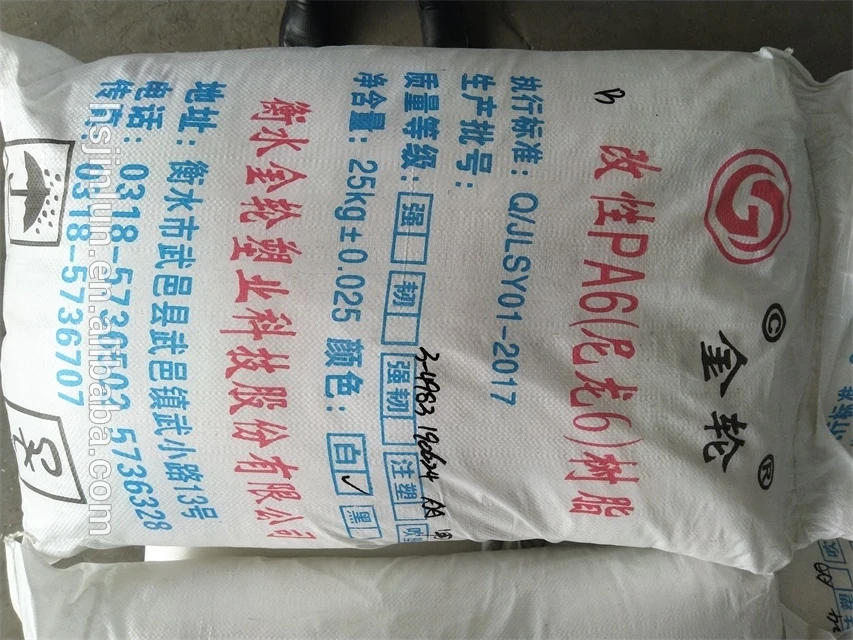 金轮
©
®
改性PA6(尼龙6)树脂
B
执行标准：Q/JLSY01-2017
生产批号：
质量等级：强 韧 强韧 注塑
3-4983 190624
净含量：25kg±0.025 颜色：白✓ 黑
衡水金轮塑业科技股份有限公司
地址：衡水市武邑县武邑镇武小路13号
电话：0318-5736503 5736328
传真：0318-5736707
hsjinlun.en.alibaba.com